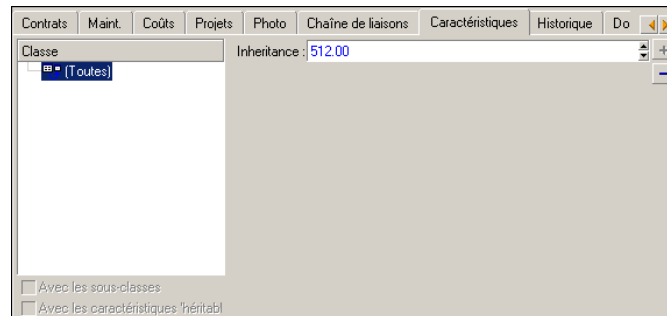 Contrats Maint. Coûts Projets Photo Chaîne de liaisons Caractéristiques Historique Do
Classe Inheritance : 512.00
(Toutes)
Avec les sous-classes
Avec les caractéristiques 'héritabl